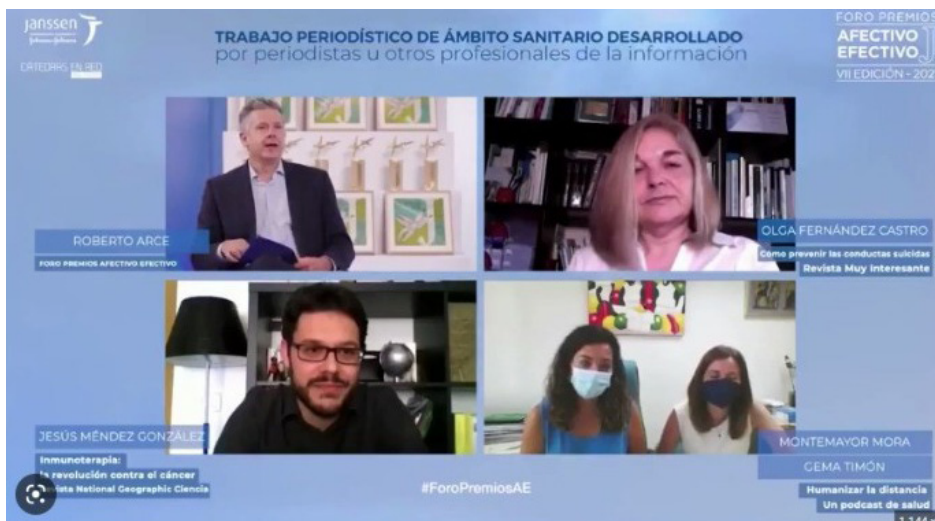 janssen
CÁTEDRAS EN RED
TRABAJO PERIODÍSTICO DE ÁMBITO SANITARIO DESARROLLADO
por periodistas u otros profesionales de la información
FORO PREMIOS
AFECTIVO
EFECTIVO
VII EDICIÓN - 202
ROBERTO ARCE
FORO PREMIOS AFECTIVO EFECTIVO
OLGA FERNÁNDEZ CASTRO
Como prevenir las conductas suicidas
Revista Muy Interesante
JESÚS MÉNDEZ GONZÁLEZ
Inmunoterapia:
la revolución contra el cáncer
Revista National Geographic Ciencia
MONTEMAYOR MORA
GEMA TIMÓN
Humanizar la distancia
Un podcast de salud
#ForoPremiosAE